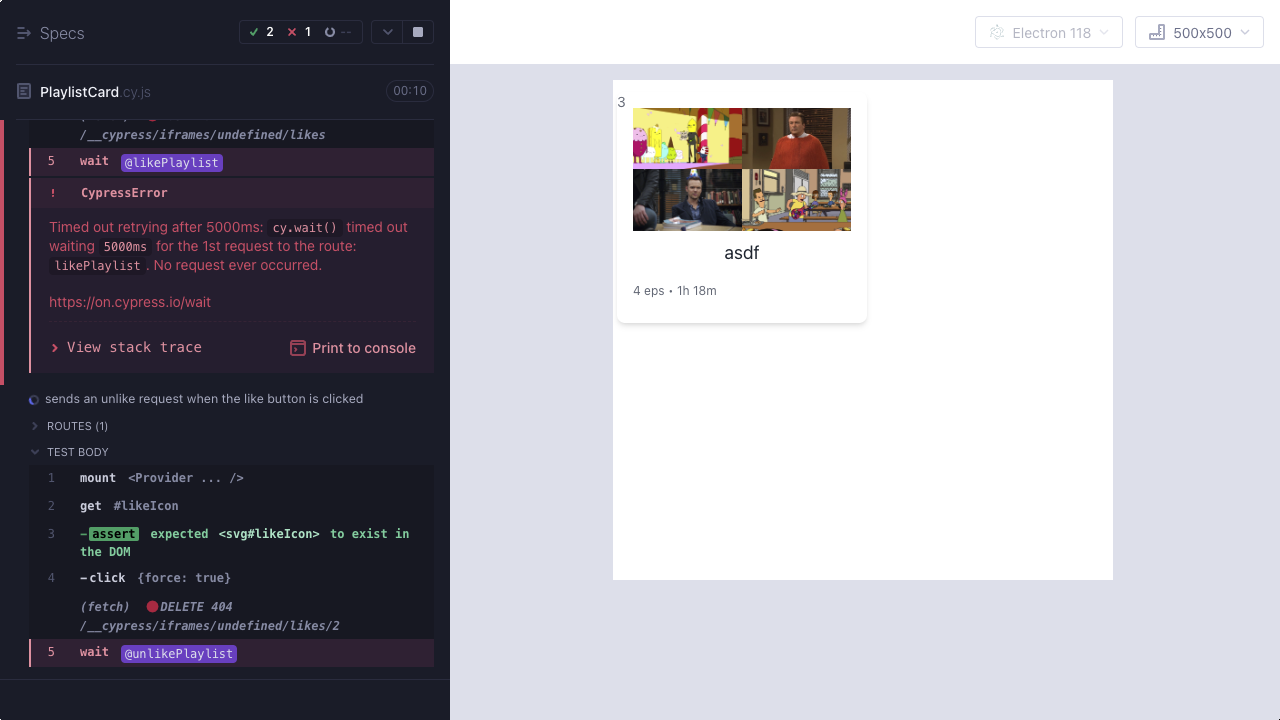 Specs
2
1
--
PlaylistCard.cy.js
00:10
/__cypress/iframes/undefined/likes
5 wait @likePlaylist
! CypressError
Timed out retrying after 5000ms: cy.wait() timed out
waiting 5000ms for the 1st request to the route:
likePlaylist. No request ever occurred.
https://on.cypress.io/wait
View stack trace
Print to console
sends an unlike request when the like button is clicked
ROUTES (1)
TEST BODY
1 mount <Provider ... />
2 get #likeIcon
3 -assert expected <svg#likeIcon> to exist in
the DOM
4 -click {force: true}
(fetch) DELETE 404
/__cypress/iframes/undefined/likes/2
5 wait @unlikePlaylist
Electron 118
500x500
3
asdf
4 eps • 1h 18m